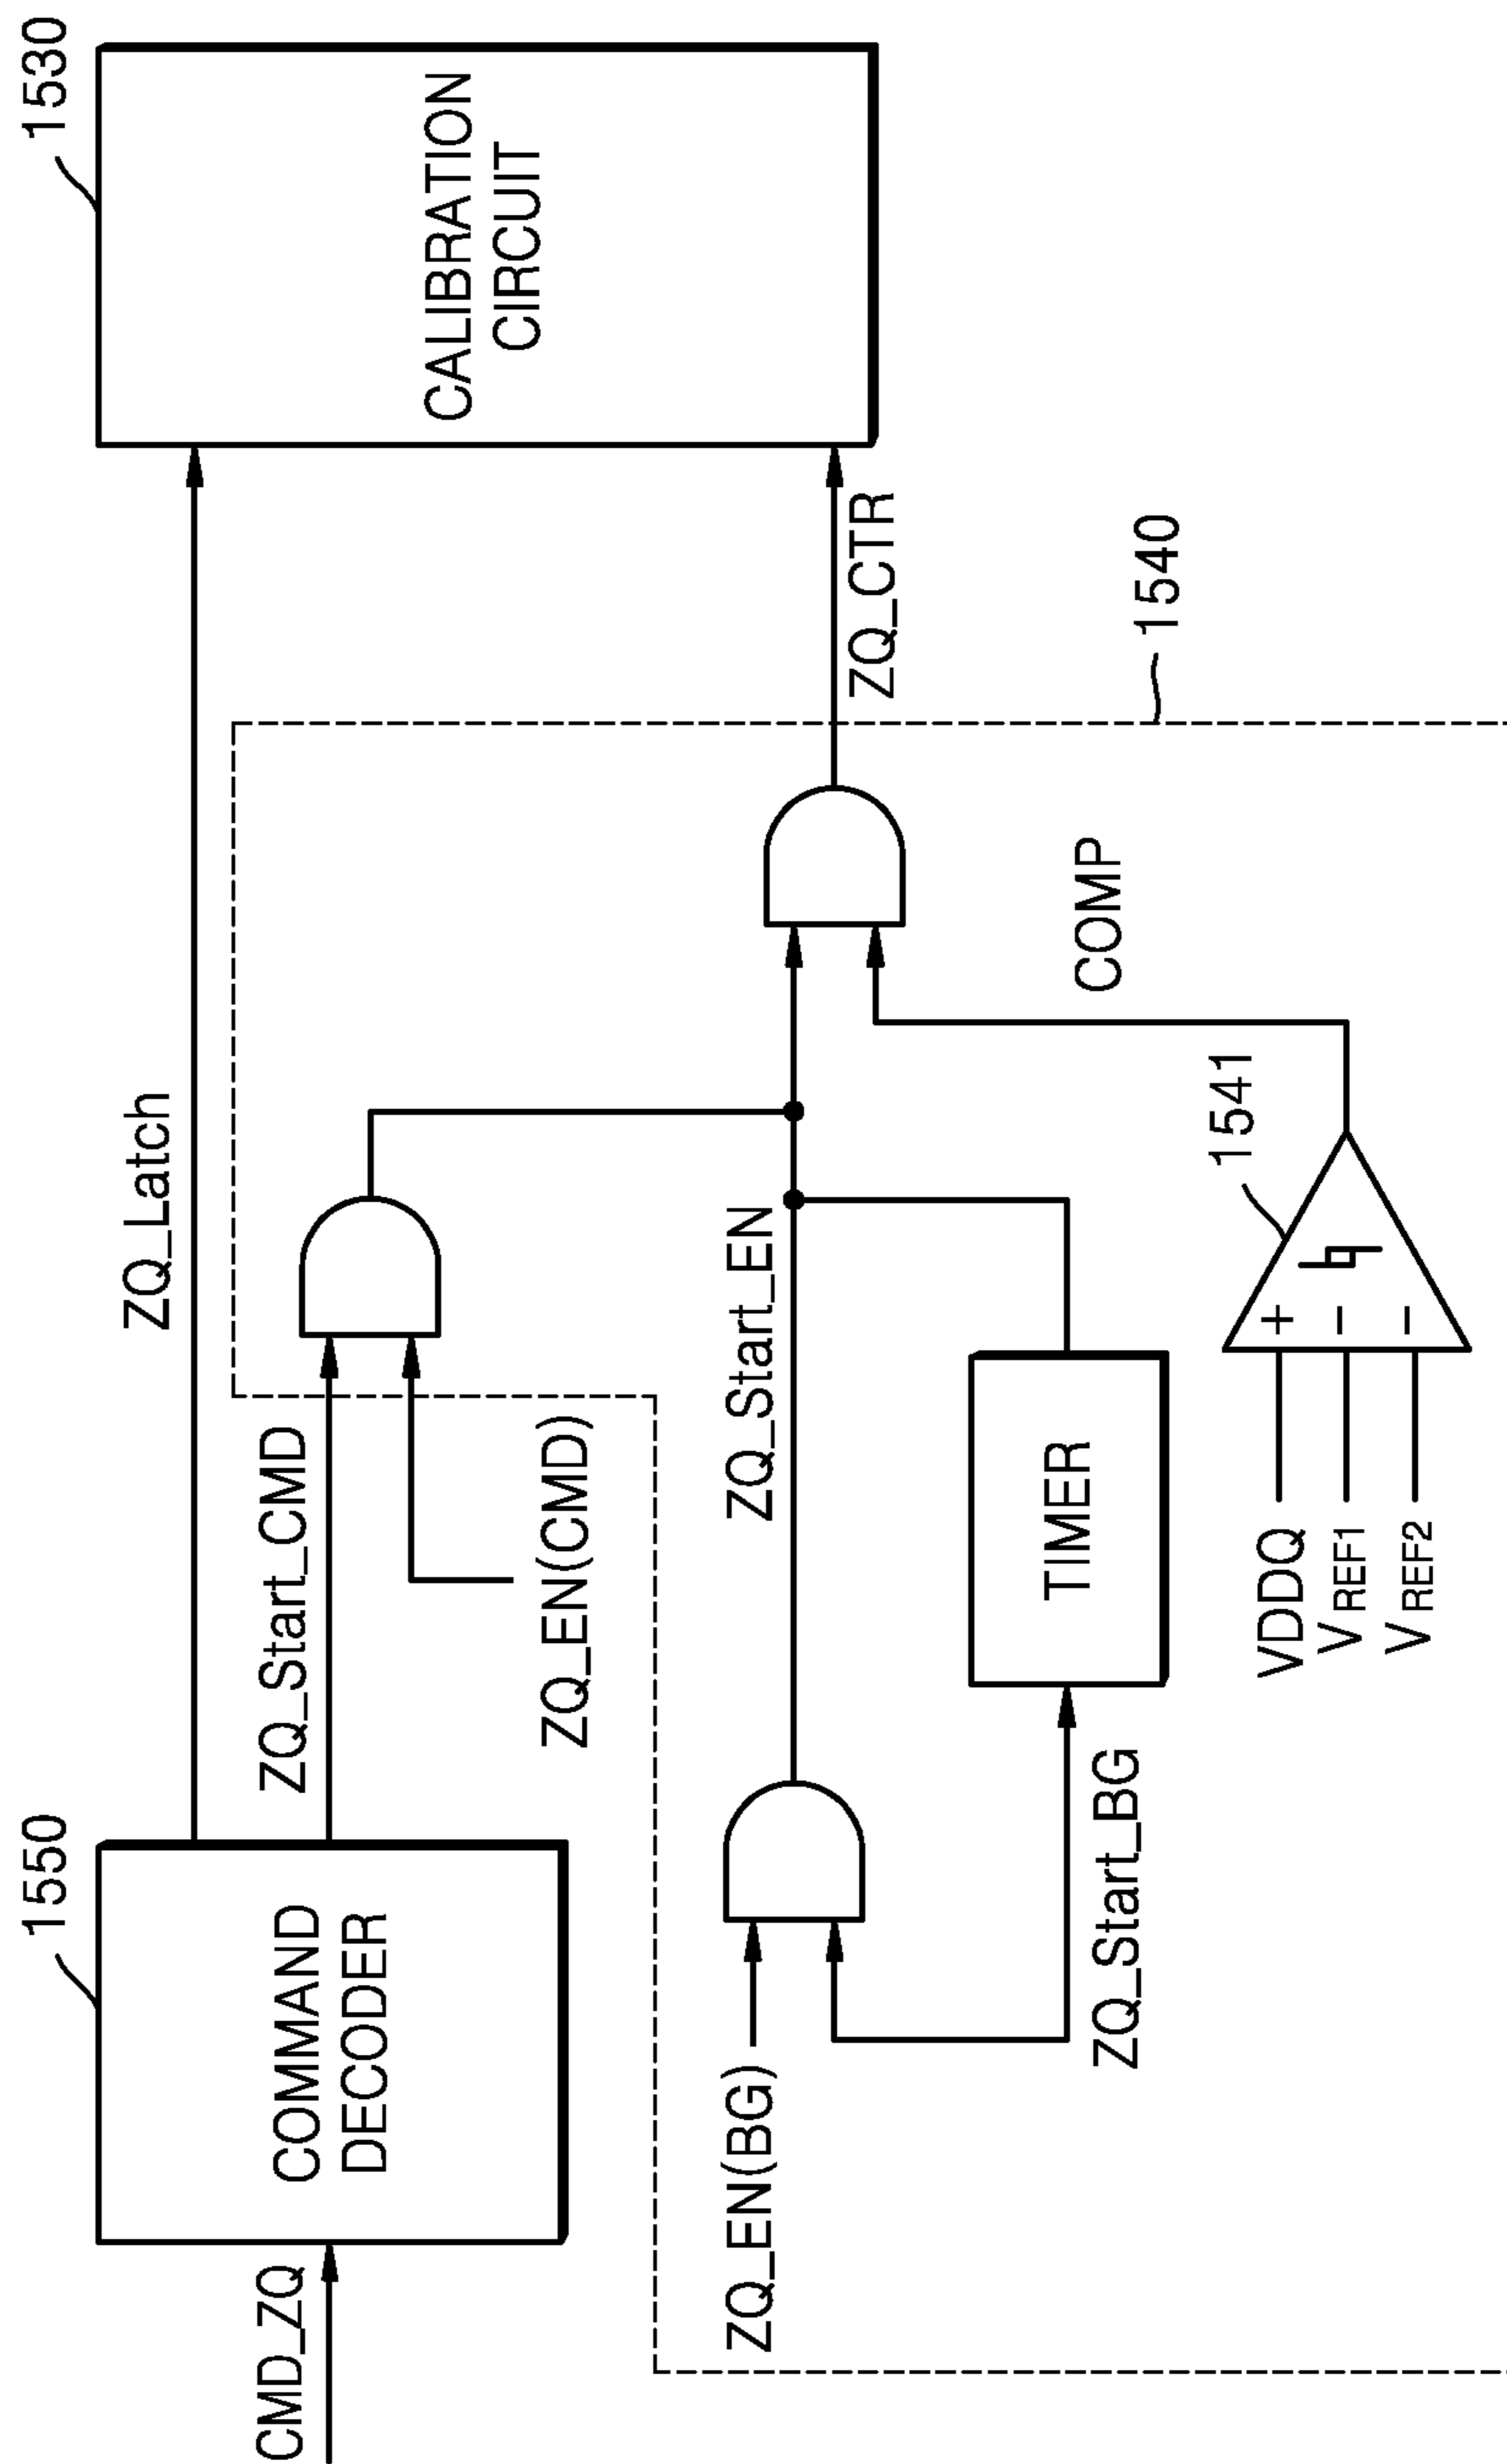 1550
1530
COMMAND
DECODER
CALIBRATION
CIRCUIT
CMD_ZQ
ZQ_Latch
ZQ_Start_CMD
ZQ_EN(CMD)
ZQ_EN(BG)
ZQ_Start_EN
ZQ_CTR
TIMER
ZQ_Start_BG
COMP
1540
1541
VDDQ
VREF1
VREF2
+
−
−